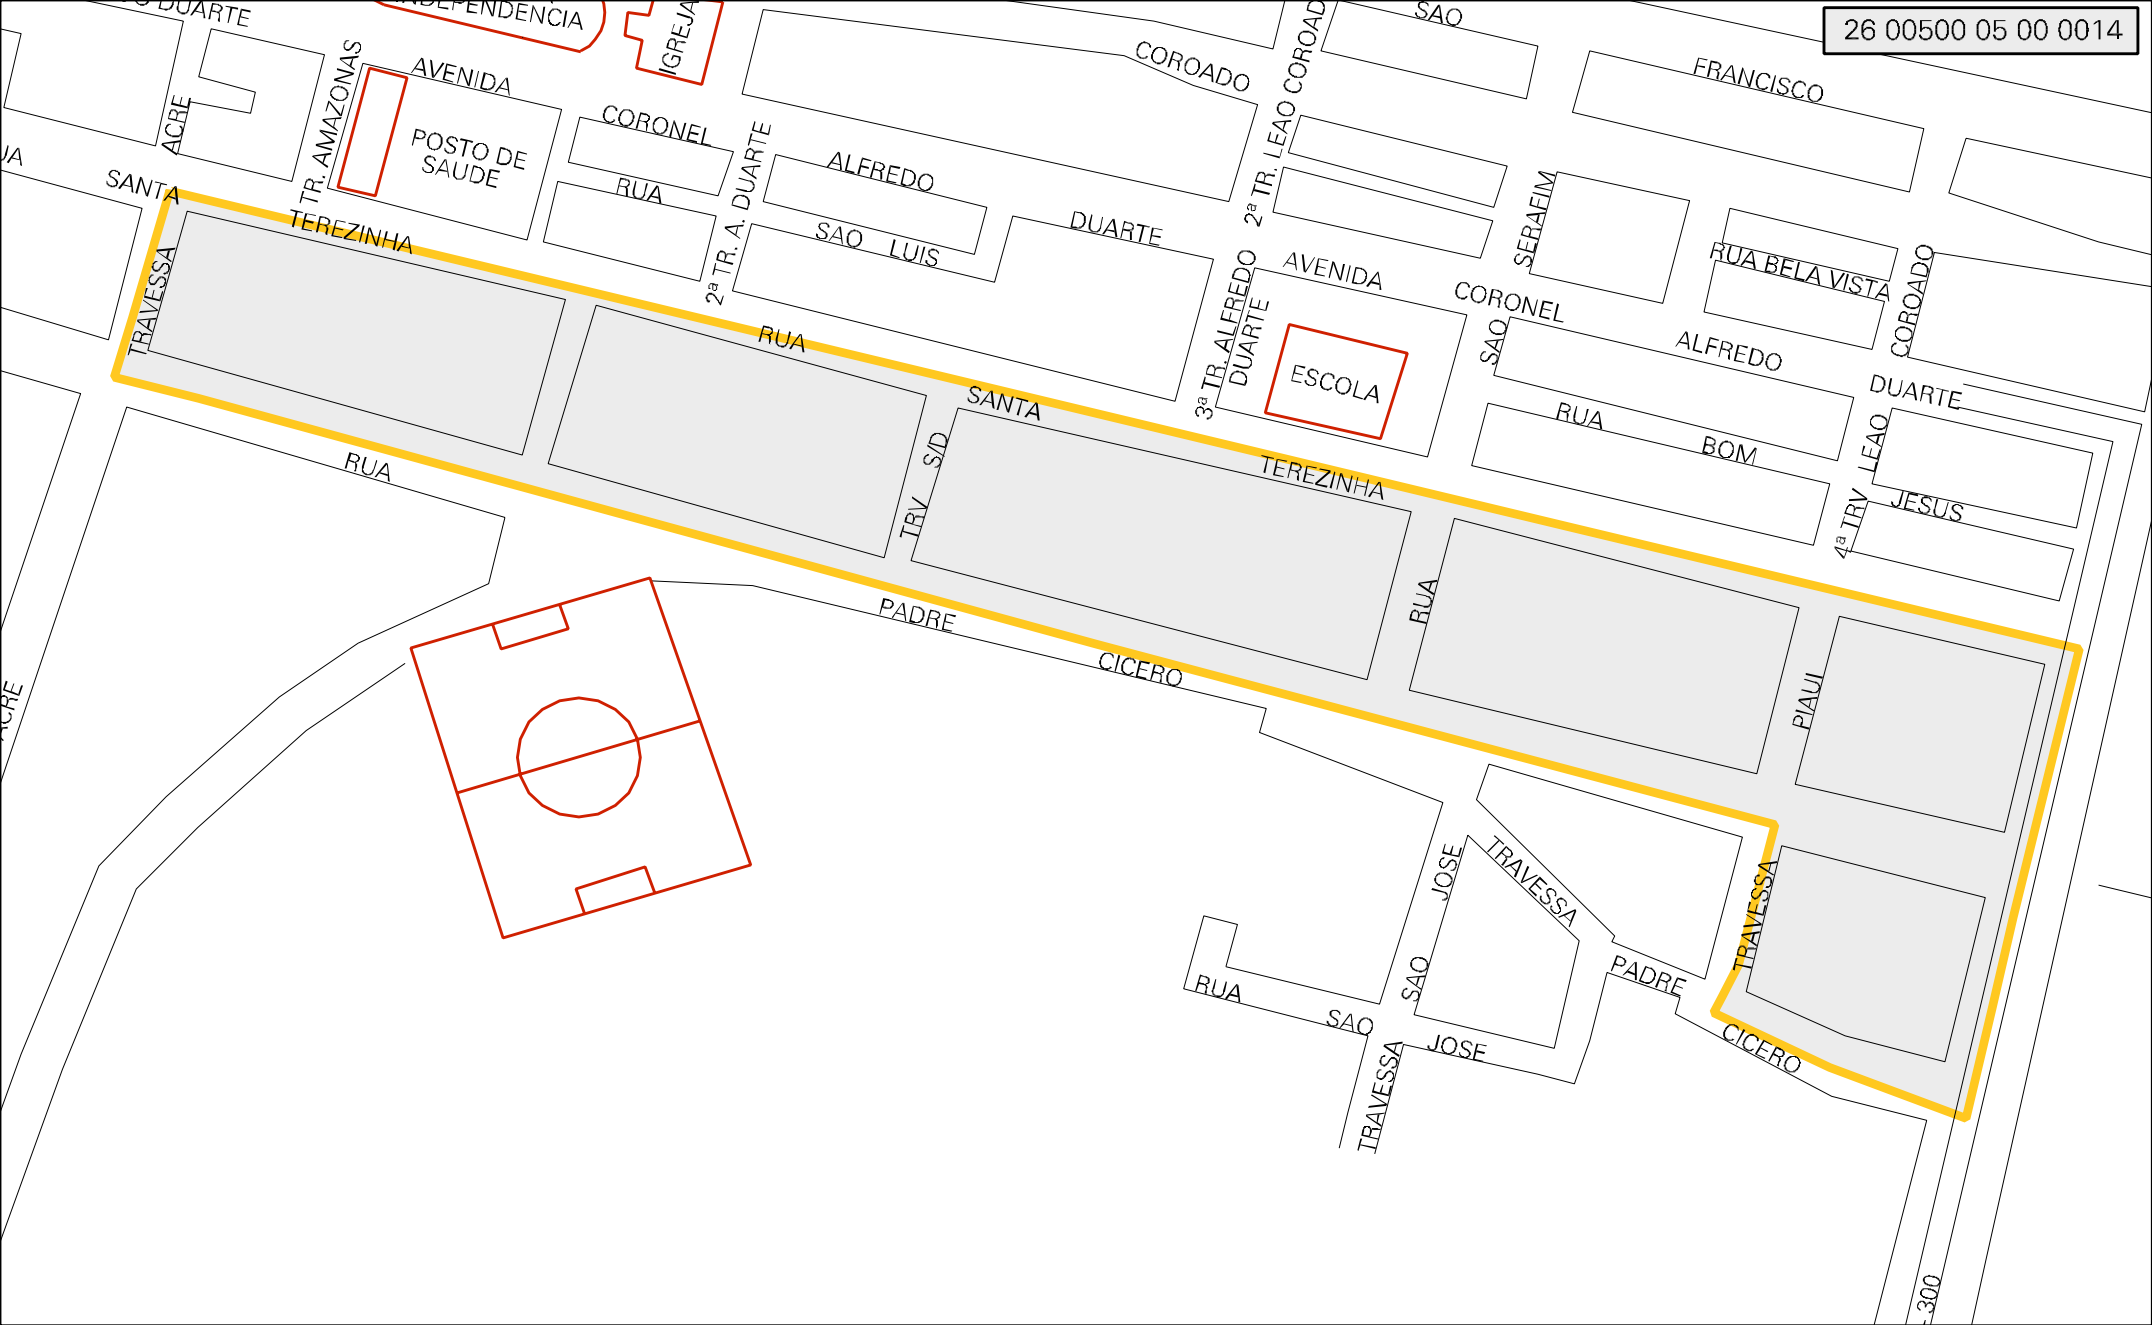 DUARTE
INDEPENDENCIA
IGREJA
SAO
26 00500 05 00 0014
COROADO
FRANCISCO
AVENIDA
ACRE
TR. AMAZONAS
POSTO DE
SAUDE
CORONEL
2ª TR. A. DUARTE
ALFREDO
2ª TR. LEAO COROAD
SANTA
TEREZINHA
RUA
SAO LUIS
DUARTE
SERAFIM
SAO
RUA BELA VISTA
COROADO
TRAVESSA
3ª TR. ALFREDO
DUARTE
AVENIDA
CORONEL
ALFREDO
DUARTE
ESCOLA
RUA
SANTA
TEREZINHA
RUA
BOM
JESUS
4ª TRV LEAO
RUA
TRV S/D
PADRE
CICERO
RUA
PIAUI
ACRE
TRAVESSA
SAO JOSE
TRAVESSA
PADRE
CICERO
RUA
SAO
JOSE
TRAVESSA
300